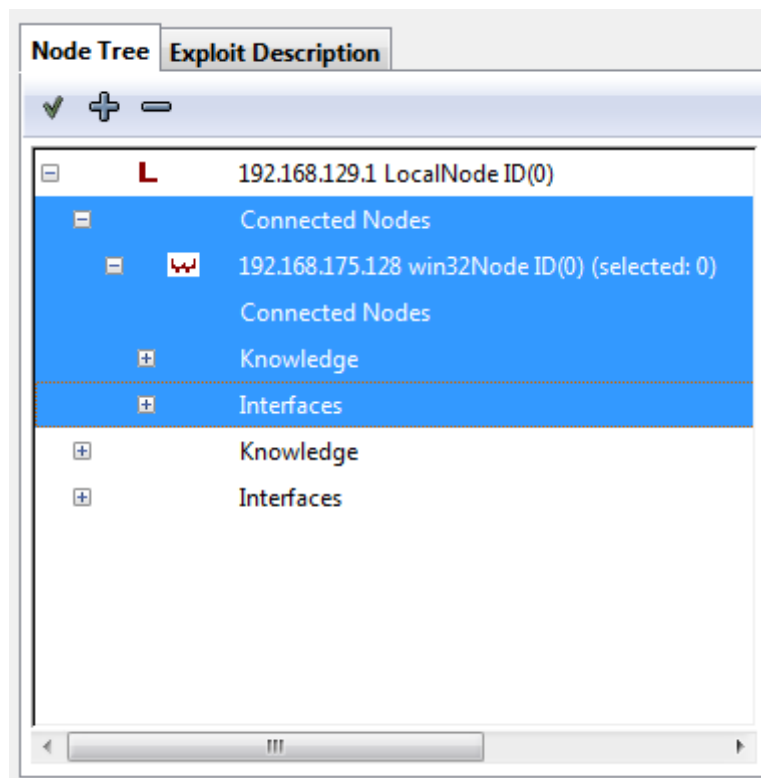 Node Tree Exploit Description
L 192.168.129.1 LocalNode ID(0)
Connected Nodes
192.168.175.128 win32Node ID(0) (selected: 0)
Connected Nodes
Knowledge
Interfaces
Knowledge
Interfaces